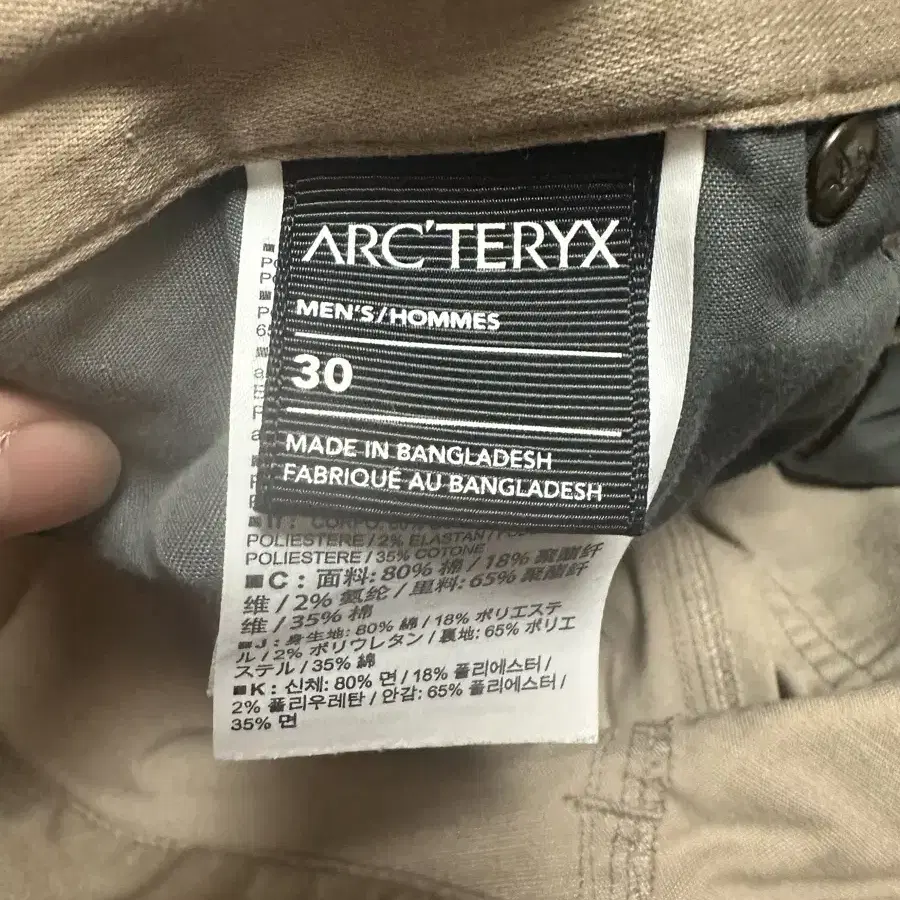 ARC'TERYX
MEN'S/HOMMES
30
MADE IN BANGLADESH
FABRIQUÉ AU BANGLADESH
POLIESTERE / 2% ELASTAN /
POLIESTERE / 35% COTONE
■C : 面料: 80% 棉 / 18% 聚酯纤
维 / 2% 氨纶 / 里料: 65% 聚酯纤
维 / 35% 棉
■J : 身生地: 80% 綿 / 18% ポリエステ
ル / 2% ポリウレタン / 裏地: 65% ポリエ
ステル / 35% 綿
■K : 신체: 80% 면 / 18% 폴리에스터 /
2% 폴리우레탄 / 안감: 65% 폴리에스터 /
35% 면